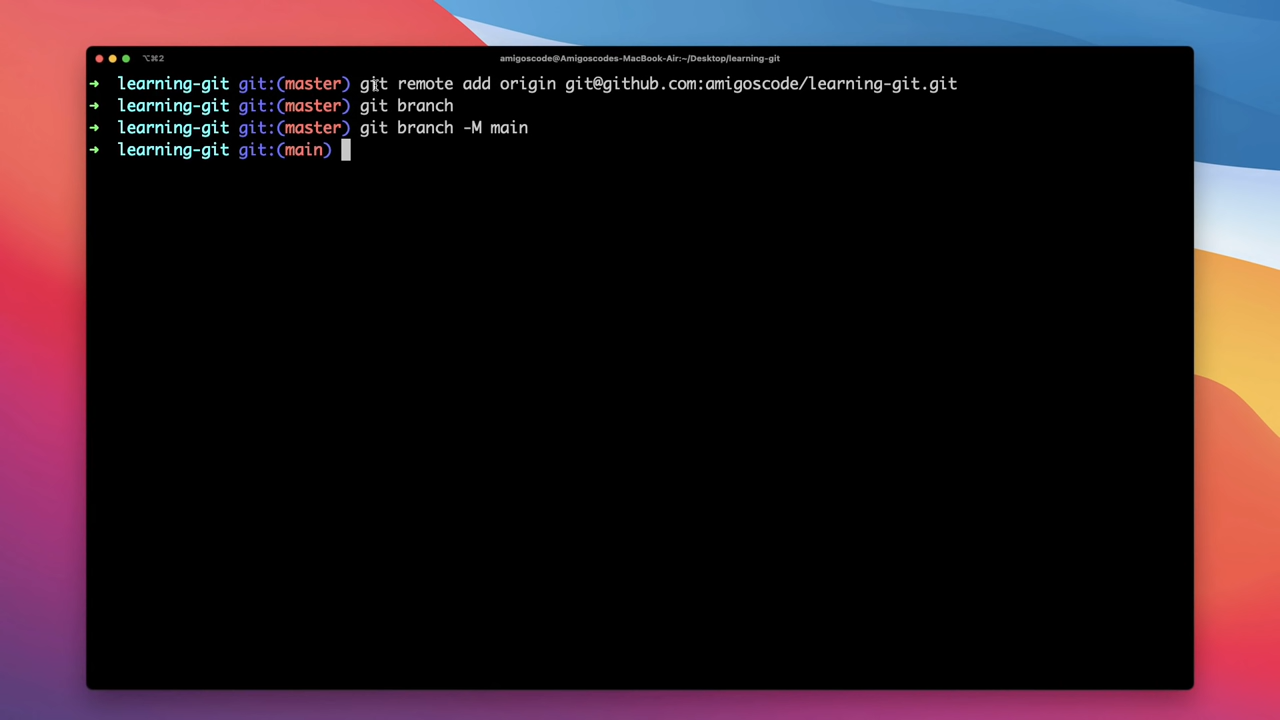 ⌥⌘2
amigoscode@Amigoscodes-MacBook-Air:~/Desktop/learning-git
➜ learning-git git:(master) git remote add origin git@github.com:amigoscode/learning-git.git
➜ learning-git git:(master) git branch
➜ learning-git git:(master) git branch -M main
➜ learning-git git:(main)